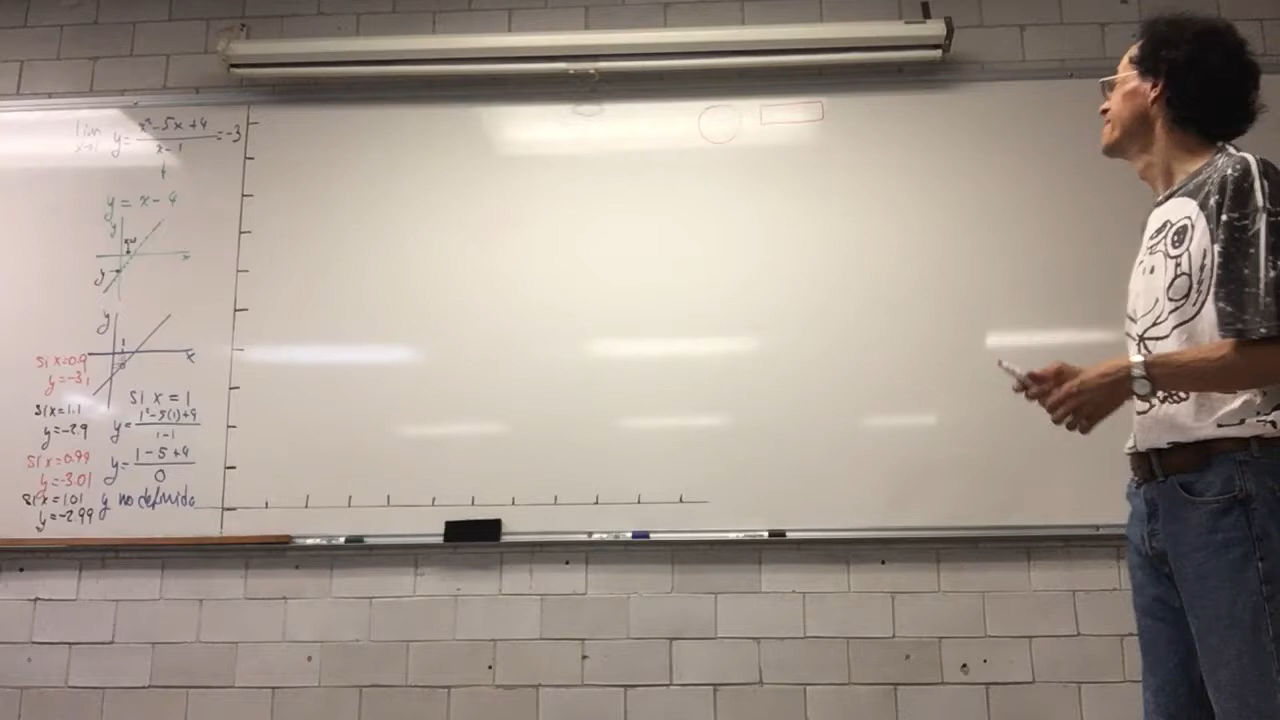 lim x→1 y = x²-5x+4 / x-1 = -3
y = x - 4
y
x
y
y
1
x
Si x=0.9
y=-3.1
Si x=1.1
y=-2.9
Si x=0.99
y=-3.01
Si x=1.01
y=-2.99
Si x = 1
y = 1²-5(1)+4 / 1-1
y = 1-5+4 / 0
y no definida